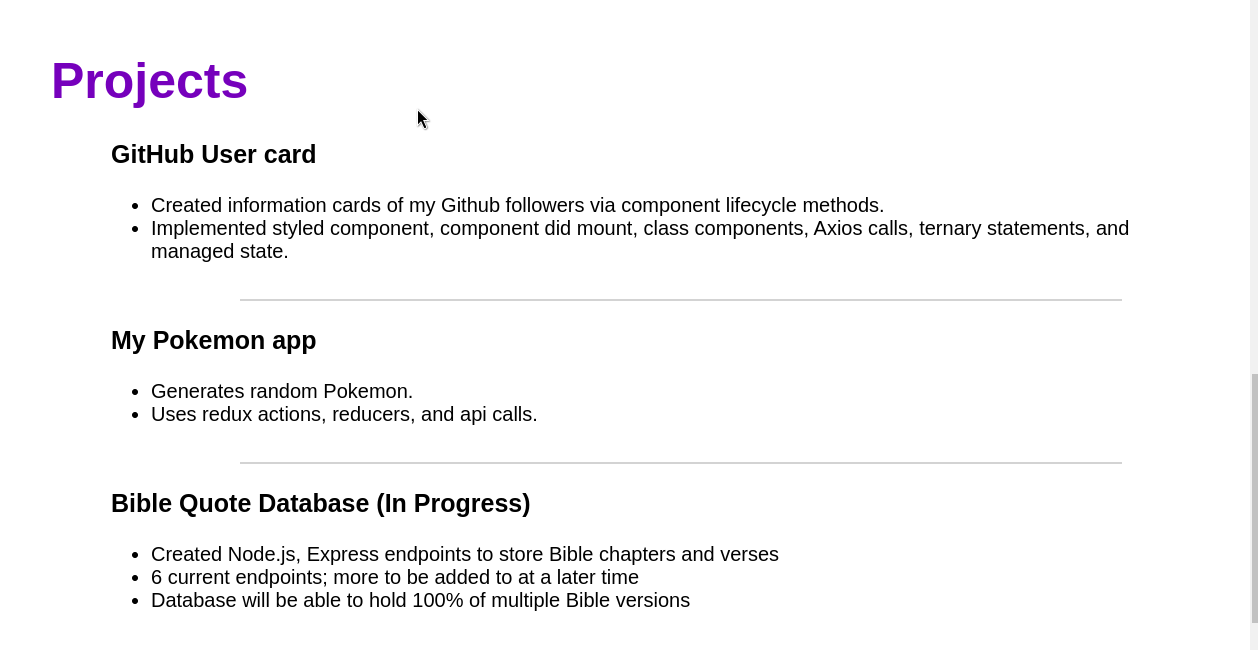 Projects
GitHub User card
Created information cards of my Github followers via component lifecycle methods.
Implemented styled component, component did mount, class components, Axios calls, ternary statements, and
managed state.
My Pokemon app
Generates random Pokemon.
Uses redux actions, reducers, and api calls.
Bible Quote Database (In Progress)
Created Node.js, Express endpoints to store Bible chapters and verses
6 current endpoints; more to be added to at a later time
Database will be able to hold 100% of multiple Bible versions